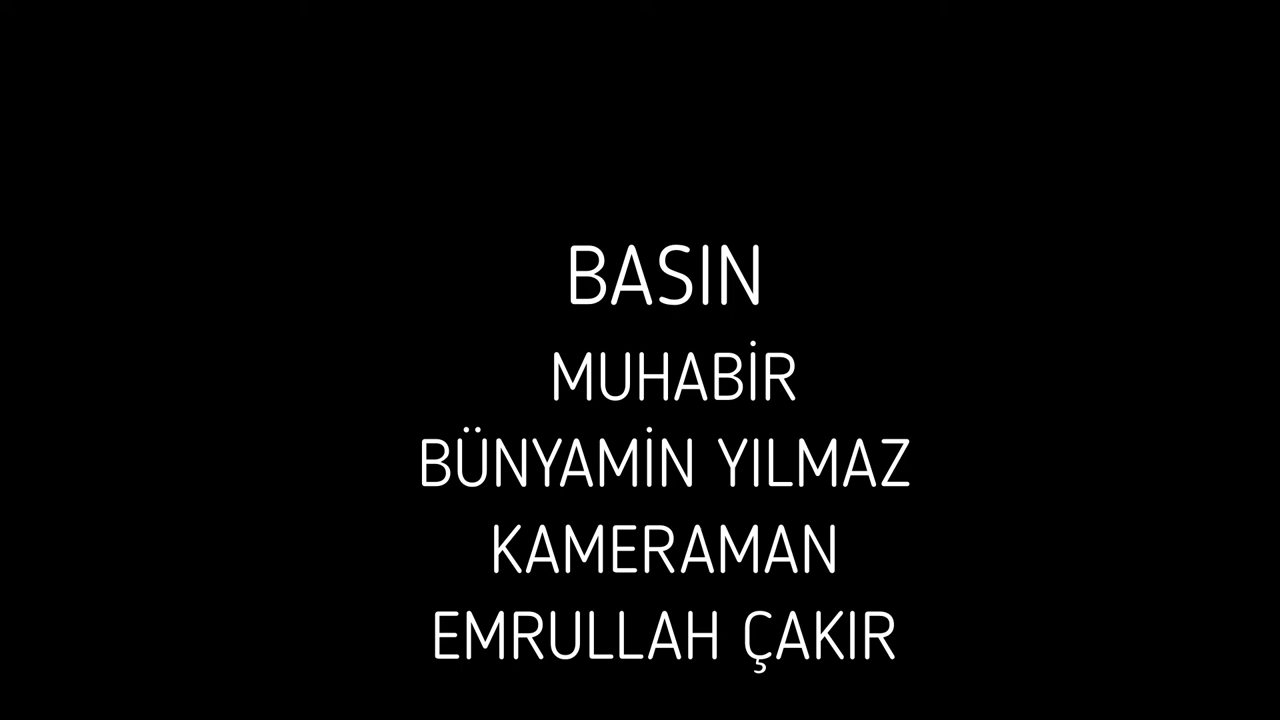 BASIN
MUHABİR
BÜNYAMİN YILMAZ
KAMERAMAN
EMRULLAH ÇAKIR